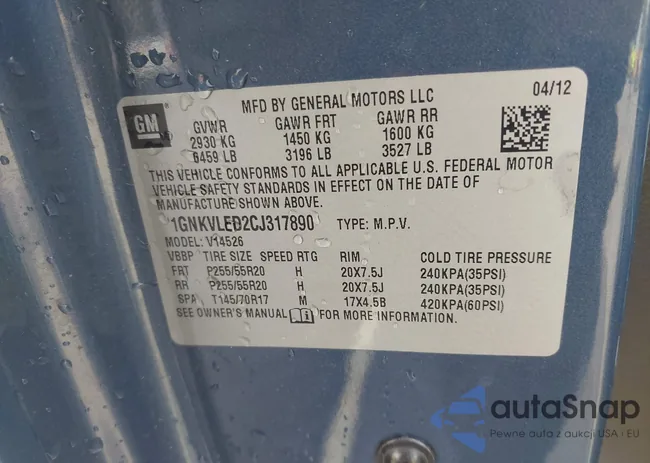 MFD BY GENERAL MOTORS LLC 04/12
GM
GVWR GAWR FRT GAWR RR
2930 KG 1450 KG 1600 KG
6459 LB 3196 LB 3527 LB
THIS VEHICLE CONFORMS TO ALL APPLICABLE U.S. FEDERAL MOTOR
VEHICLE SAFETY STANDARDS IN EFFECT ON THE DATE OF
MANUFACTURE SHOWN ABOVE.
1GNKVLED2CJ317890 TYPE: M.P.V.
MODEL: V14526
VBBP TIRE SIZE SPEED RTG RIM COLD TIRE PRESSURE
FRT P255/55R20 H 20X7.5J 240KPA(35PSI)
RR P255/55R20 H 20X7.5J 240KPA(35PSI)
SPA T145/70R17 M 17X4.5B 420KPA(60PSI)
SEE OWNER'S MANUAL FOR MORE INFORMATION.
autaSnap
Pewne auta z aukcji USA i EU